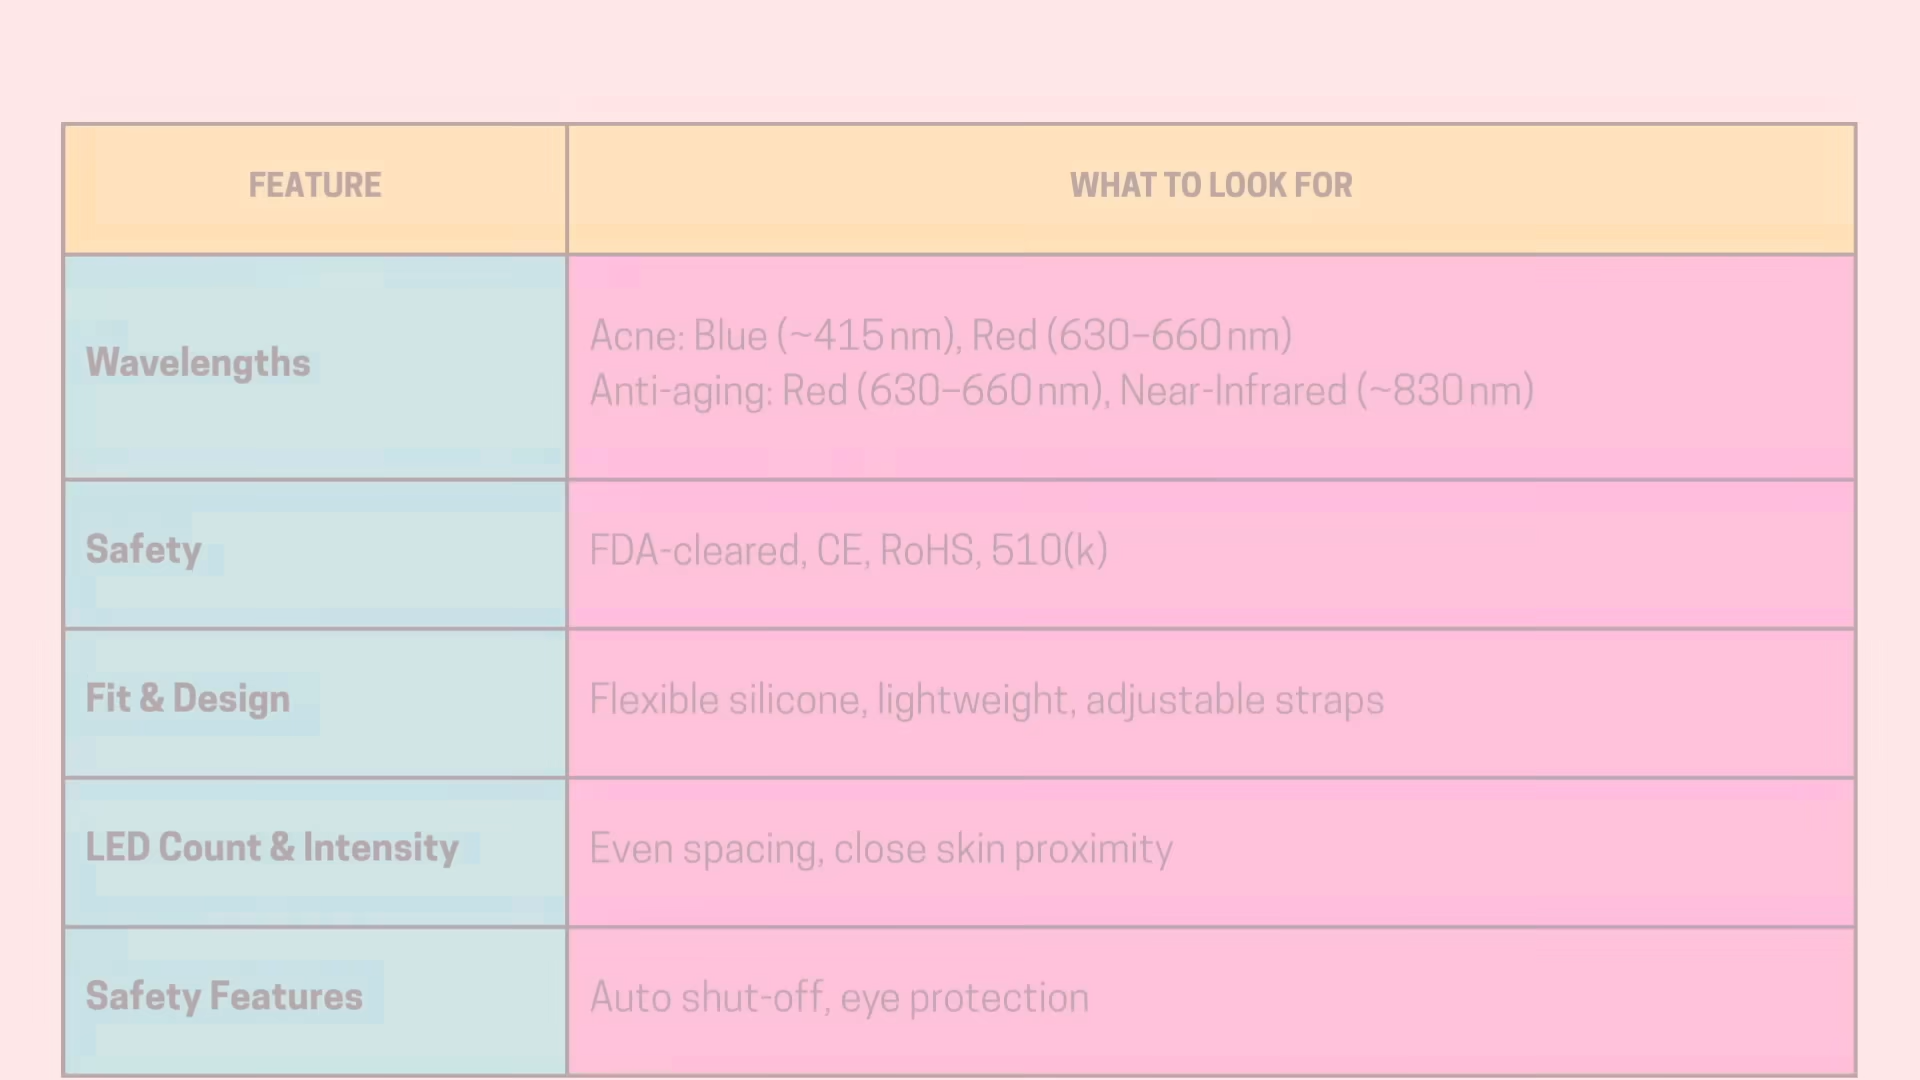 FEATURE
WHAT TO LOOK FOR
Wavelengths
Acne: Blue (~415 nm), Red (630–660 nm)
Anti-aging: Red (630–660 nm), Near-Infrared (~830 nm)
Safety
FDA-cleared, CE, RoHS, 510(k)
Fit & Design
Flexible silicone, lightweight, adjustable straps
LED Count & Intensity
Even spacing, close skin proximity
Safety Features
Auto shut-off, eye protection